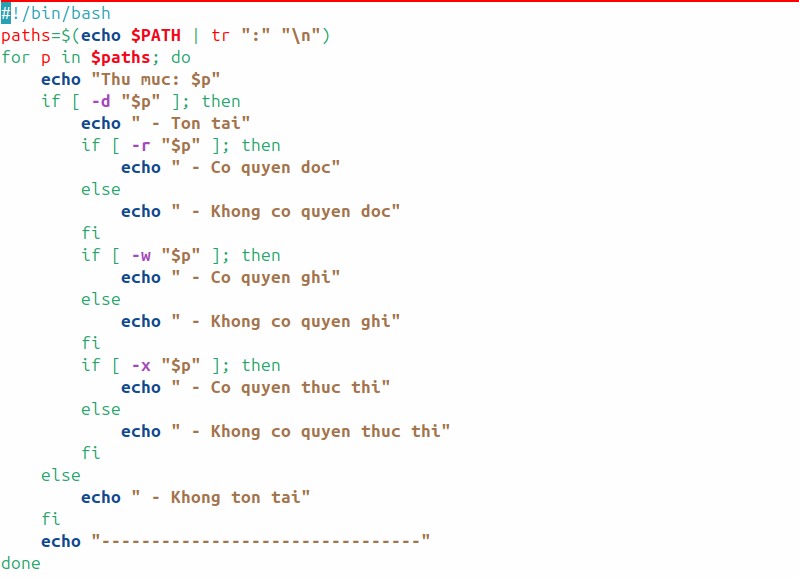 #!/bin/bash
paths=$(echo $PATH | tr ":" "\n")
for p in $paths; do
    echo "Thu muc: $p"
    if [ -d "$p" ]; then
        echo " - Ton tai"
        if [ -r "$p" ]; then
            echo " - Co quyen doc"
        else
            echo " - Khong co quyen doc"
        fi
        if [ -w "$p" ]; then
            echo " - Co quyen ghi"
        else
            echo " - Khong co quyen ghi"
        fi
        if [ -x "$p" ]; then
            echo " - Co quyen thuc thi"
        else
            echo " - Khong co quyen thuc thi"
        fi
    else
        echo " - Khong ton tai"
    fi
    echo "--------------------------------"
done